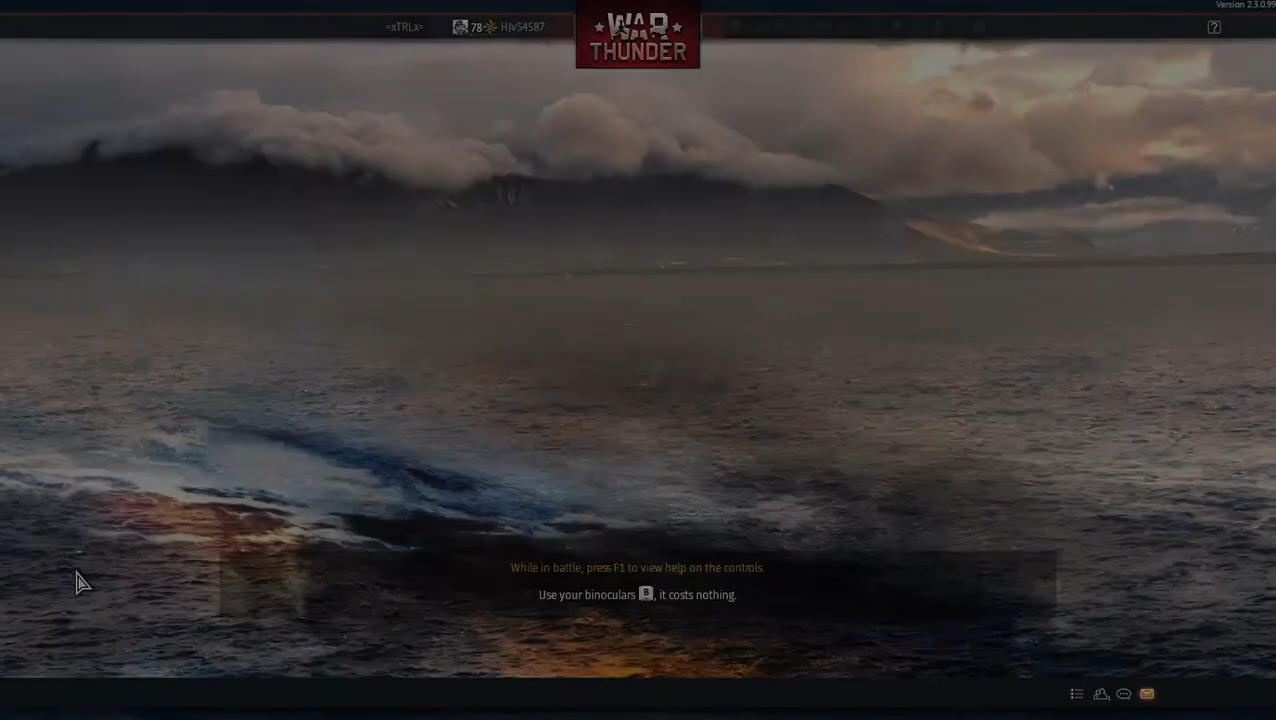 Version 2.3.0.99
=xTRLx= 78 HJvS4587
WAR
THUNDER
While in battle, press F1 to view help on the controls.
Use your binoculars B, it costs nothing.